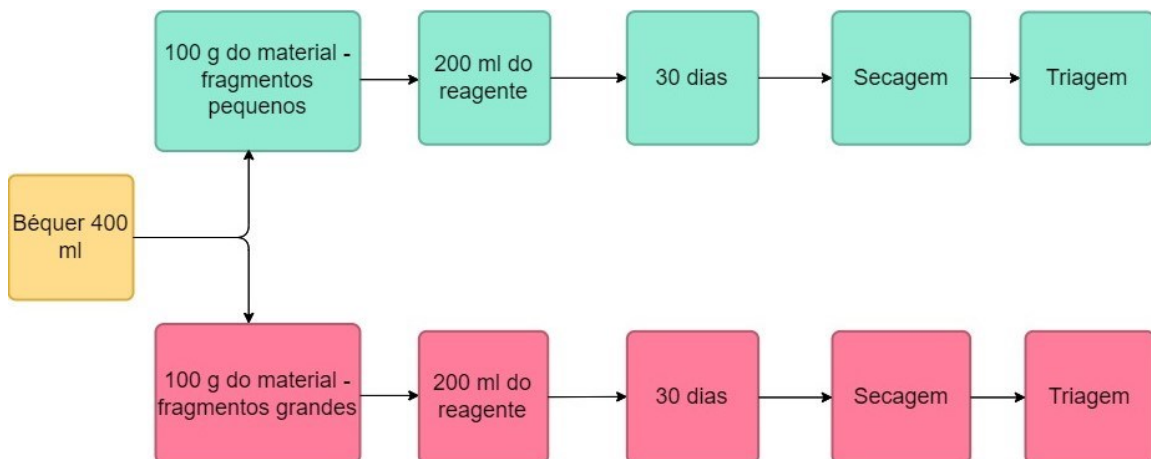 100 g do material -
fragmentos
pequenos
200 ml do
reagente
30 dias
Secagem
Triagem
Béquer 400
ml
100 g do material -
fragmentos grandes
200 ml do
reagente
30 dias
Secagem
Triagem